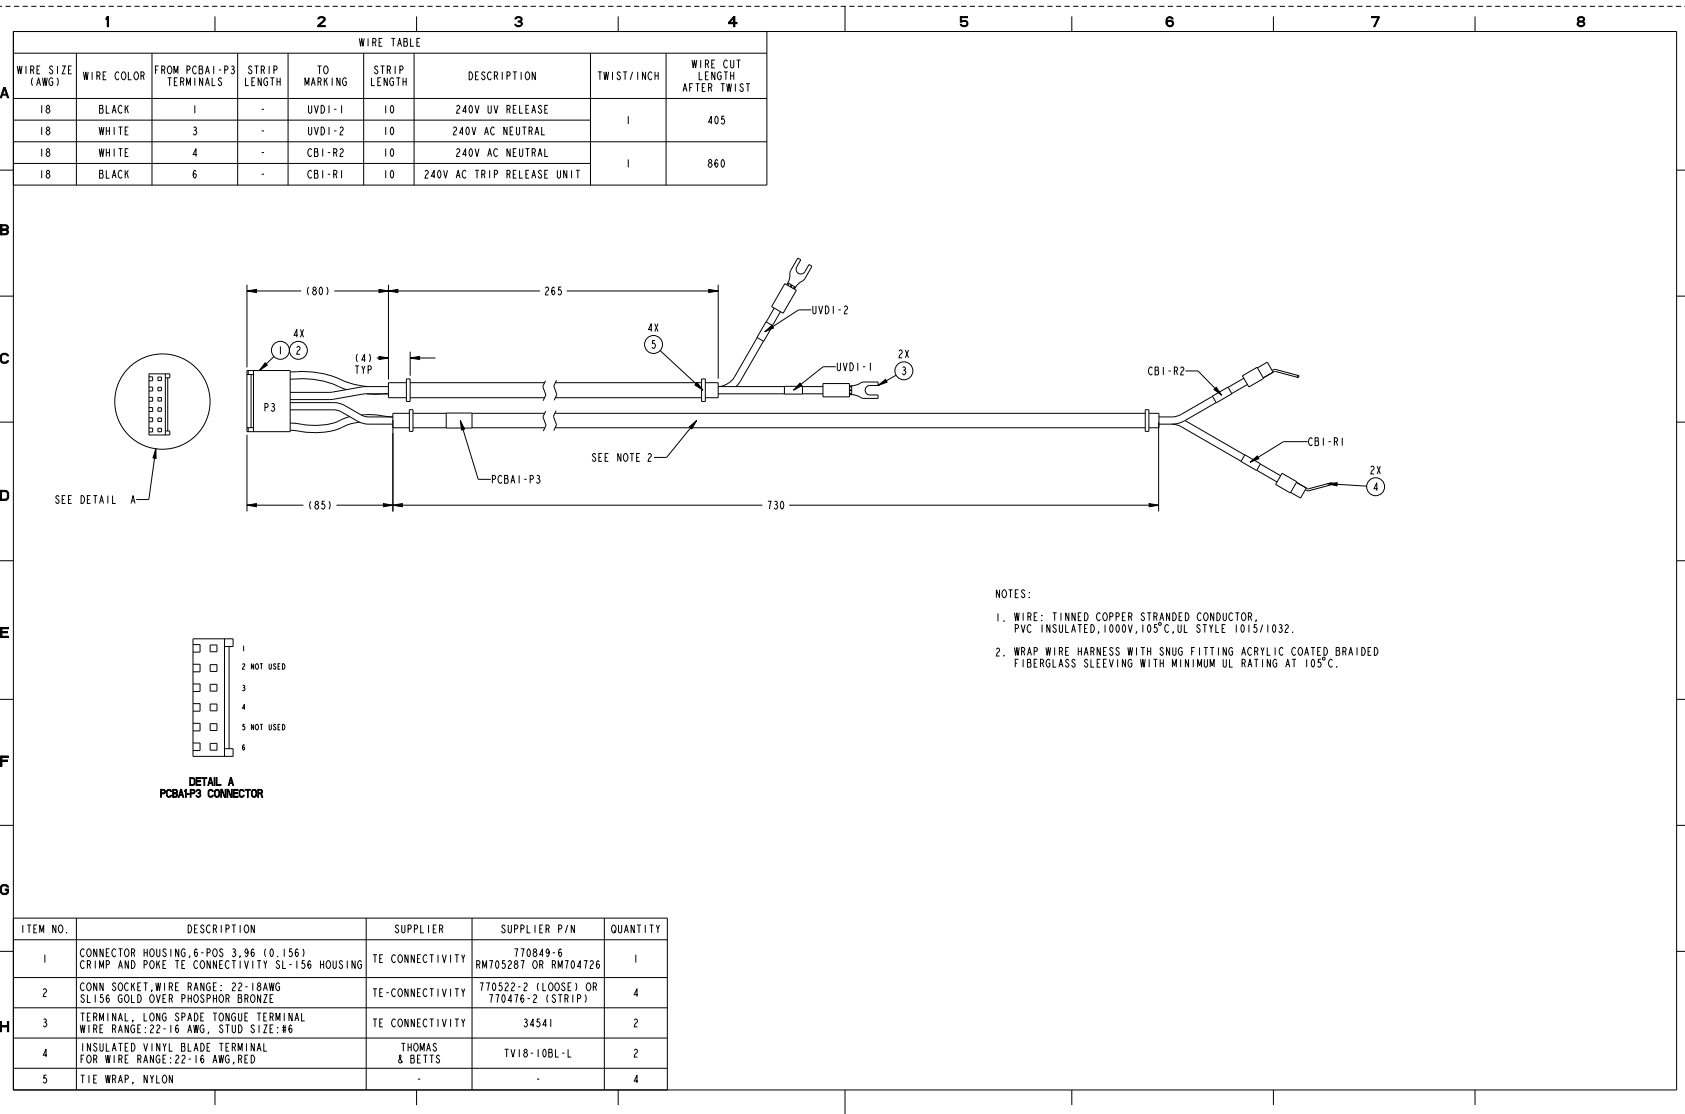 1 2 3 4 5 6 7 8
A
B
C
D
E
F
G
H
WIRE TABLE
WIRE SIZE (AWG) WIRE COLOR FROM PCBA1-P3 TERMINALS STRIP LENGTH TO MARKING STRIP LENGTH DESCRIPTION TWIST/INCH WIRE CUT LENGTH AFTER TWIST
18 BLACK 1 - UVD1-1 10 240V UV RELEASE 1 405
18 WHITE 3 - UVD1-2 10 240V AC NEUTRAL
18 WHITE 4 - CB1-R2 10 240V AC NEUTRAL 1 860
18 BLACK 6 - CB1-R1 10 240V AC TRIP RELEASE UNIT
(80)
265
UVD1-2
4X
1 2
(4)
TYP
4X
5
UVD1-1
2X
3
CB1-R2
P3
CB1-R1
SEE NOTE 2
PCBA1-P3
2X
4
SEE DETAIL A
(85)
730
NOTES:
1. WIRE: TINNED COPPER STRANDED CONDUCTOR,
PVC INSULATED,1000V,105°C,UL STYLE 1015/1032.
2. WRAP WIRE HARNESS WITH SNUG FITTING ACRYLIC COATED BRAIDED
FIBERGLASS SLEEVING WITH MINIMUM UL RATING AT 105°C.
1
2 NOT USED
3
4
5 NOT USED
6
DETAIL A
PCBA1-P3 CONNECTOR
ITEM NO. DESCRIPTION SUPPLIER SUPPLIER P/N QUANTITY
1 CONNECTOR HOUSING,6-POS 3,96 (0.156) CRIMP AND POKE TE CONNECTIVITY SL-156 HOUSING TE CONNECTIVITY 770849-6 RM705287 OR RM704726 1
2 CONN SOCKET,WIRE RANGE: 22-18AWG SL156 GOLD OVER PHOSPHOR BRONZE TE-CONNECTIVITY 770522-2 (LOOSE) OR 770476-2 (STRIP) 4
3 TERMINAL, LONG SPADE TONGUE TERMINAL WIRE RANGE:22-16 AWG, STUD SIZE:#6 TE CONNECTIVITY 34541 2
4 INSULATED VINYL BLADE TERMINAL FOR WIRE RANGE:22-16 AWG,RED THOMAS & BETTS TV18-10BL-L 2
5 TIE WRAP, NYLON - - 4